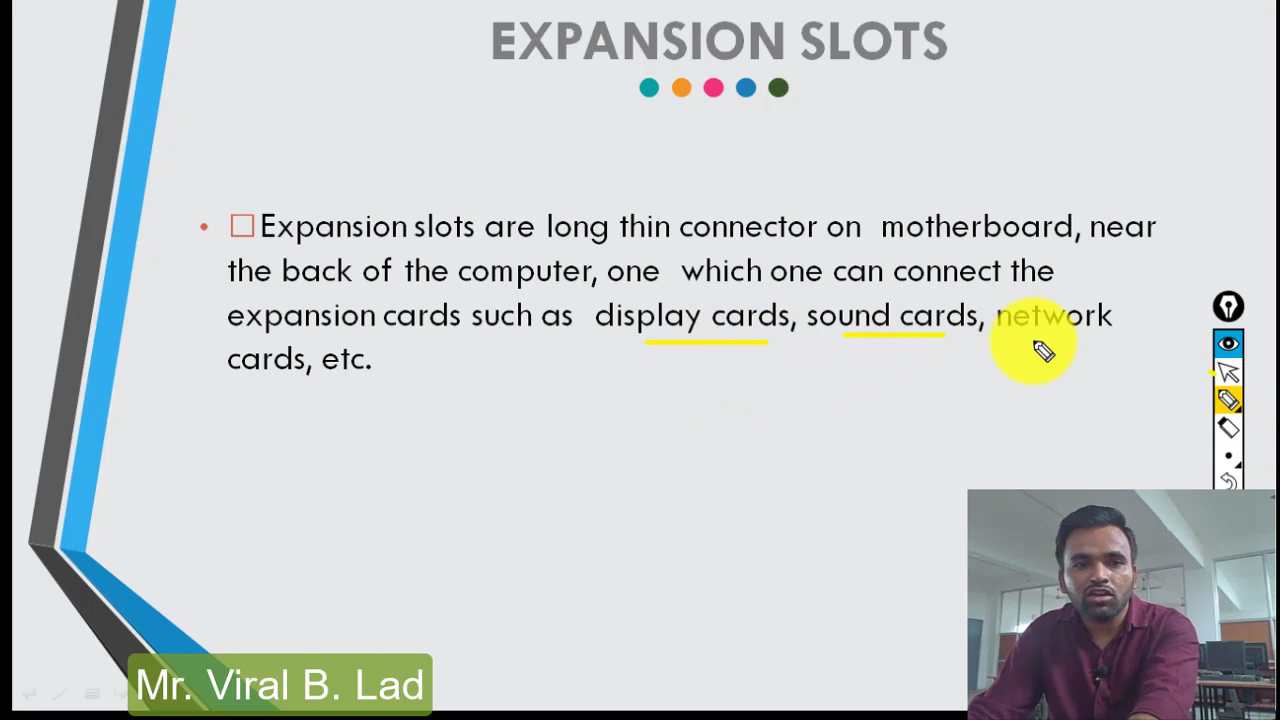 EXPANSION SLOTS
Expansion slots are long thin connector on motherboard, near
the back of the computer, one which one can connect the
expansion cards such as display cards, sound cards, network
cards, etc.
Mr. Viral B. Lad